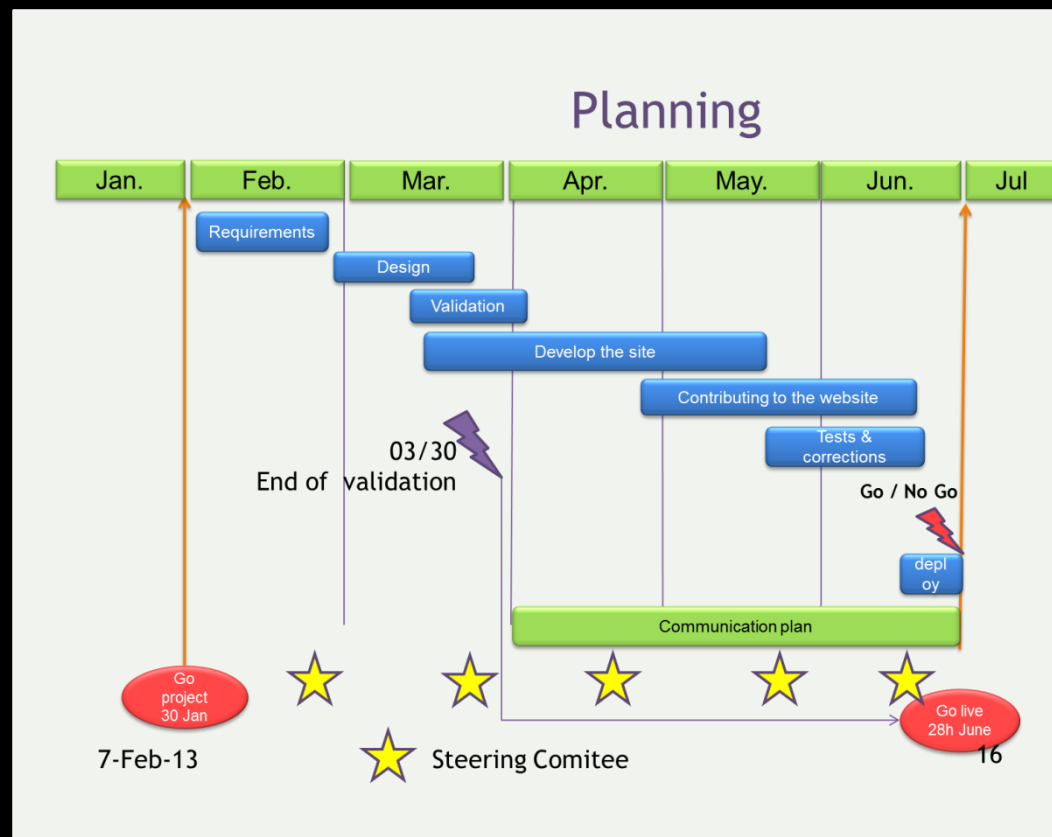 Planning
Jan.
Feb.
Mar.
Apr.
May.
Jun.
Jul
Requirements
Design
Validation
Develop the site
Contributing to the website
Tests &
corrections
03/30
End of validation
Go / No Go
depl
oy
Communication plan
Go
project
30 Jan
Go live
28h June
7-Feb-13
Steering Comitee
16